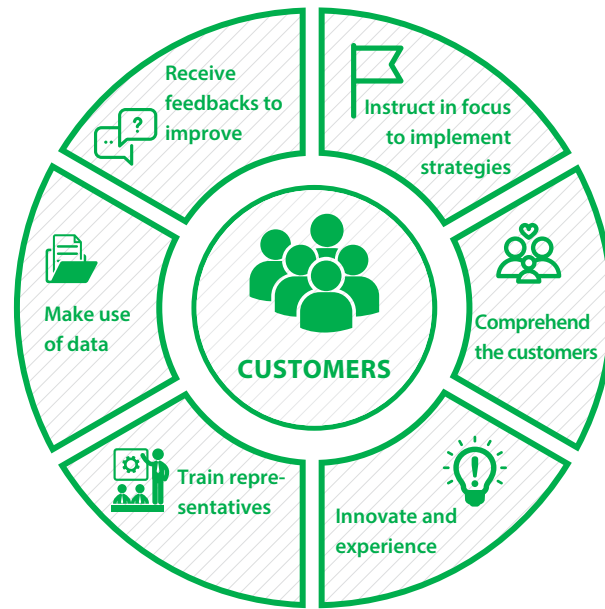 Receive
feedbacks to
improve
?
..
Instruct in focus
to implement
strategies
Comprehend
the customers
Innovate and
experience
Train repre-
sentatives
Make use
of data
CUSTOMERS